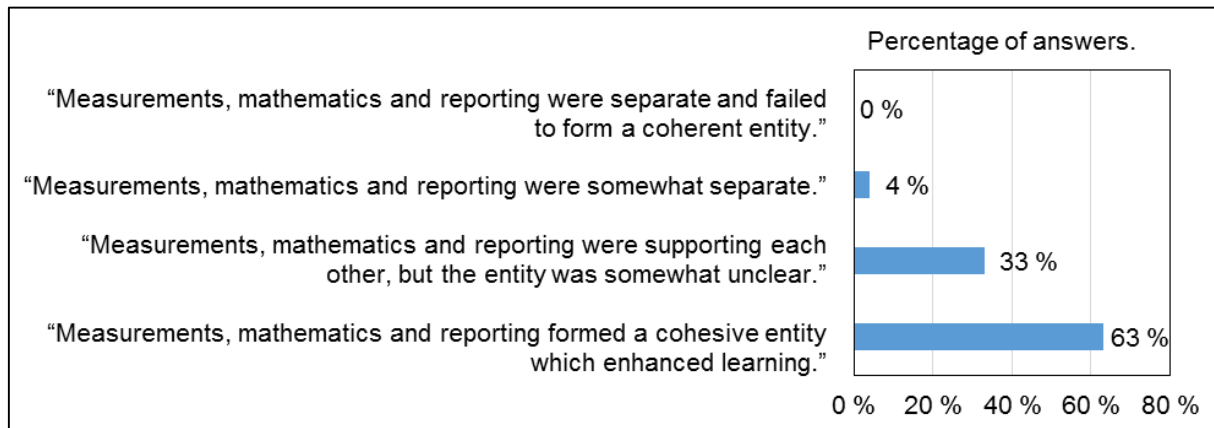 Percentage of answers.
“Measurements, mathematics and reporting were separate and failed
to form a coherent entity.”
0 %
“Measurements, mathematics and reporting were somewhat separate.”
4 %
“Measurements, mathematics and reporting were supporting each
other, but the entity was somewhat unclear.”
33 %
“Measurements, mathematics and reporting formed a cohesive entity
which enhanced learning.”
63 %
0 % 20 % 40 % 60 % 80 %